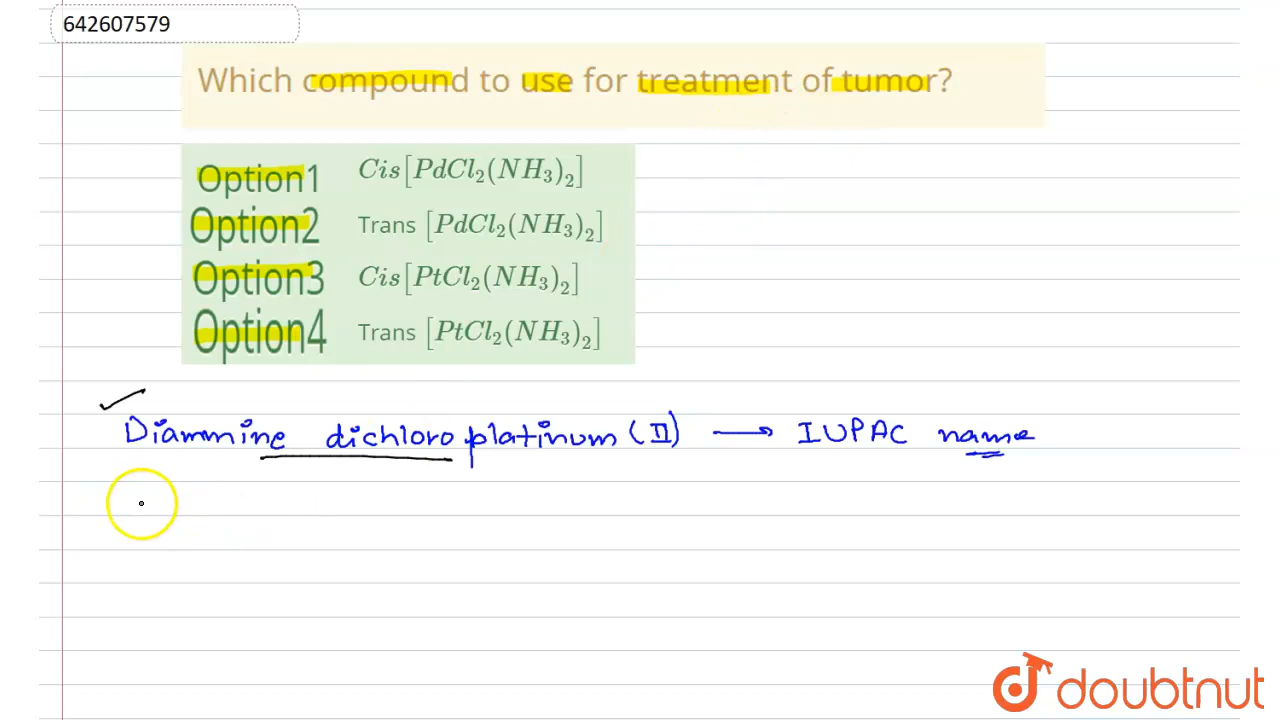 642607579
Which compound to use for treatment of tumor?
Option1 Cis[PdCl₂(NH₃)₂]
Option2 Trans [PdCl₂(NH₃)₂]
Option3 Cis[PtCl₂(NH₃)₂]
Option4 Trans [PtCl₂(NH₃)₂]
Diammine dichloro platinum (II) → IUPAC name
doubtnut